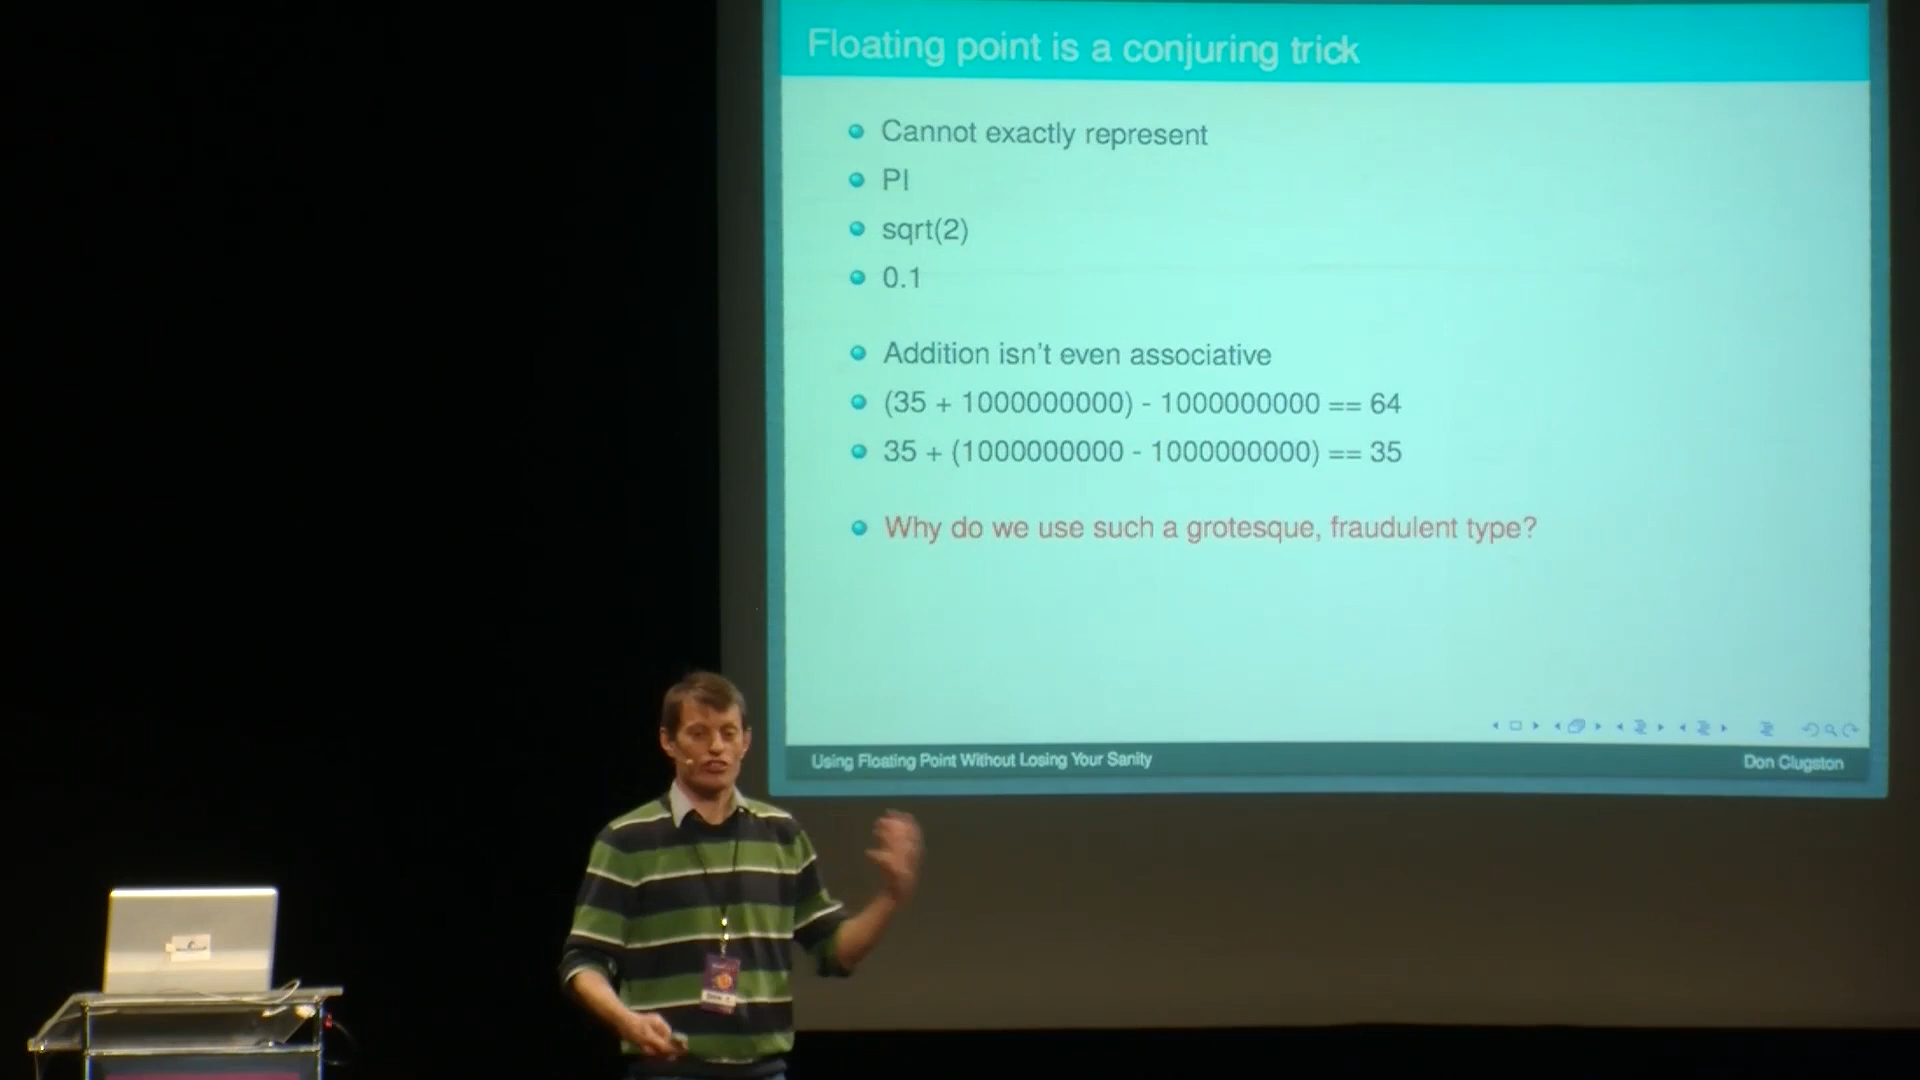 Floating point is a conjuring trick
Cannot exactly represent
PI
sqrt(2)
0.1
Addition isn't even associative
(35 + 1000000000) - 1000000000 == 64
35 + (1000000000 - 1000000000) == 35
Why do we use such a grotesque, fraudulent type?
Using Floating Point Without Losing Your Sanity
Don Clugston